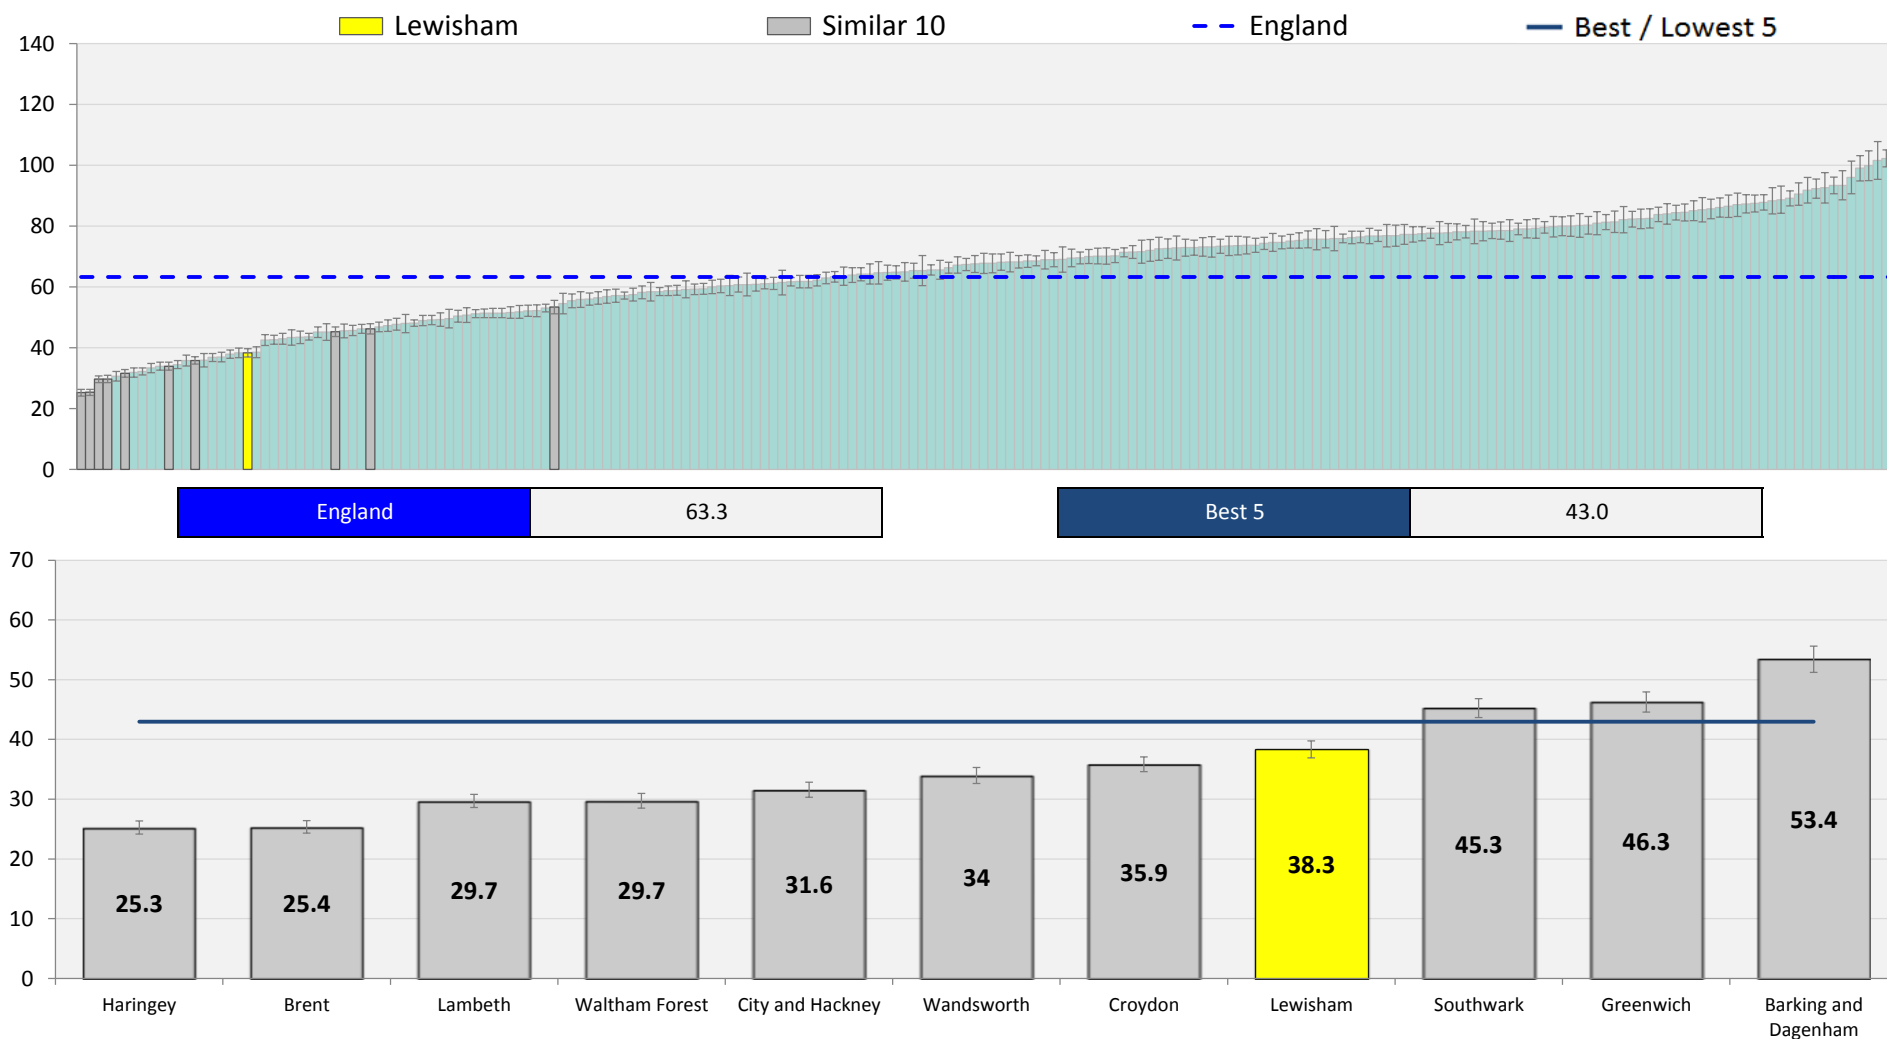 Lewisham
Similar 10
England
Best / Lowest 5
140
120
100
80
60
40
20
0
England 63.3
Best 5 43.0
70
60
50
40
30
20
10
0
25.3
25.4
29.7
29.7
31.6
34
35.9
38.3
45.3
46.3
53.4
Haringey
Brent
Lambeth
Waltham Forest
City and Hackney
Wandsworth
Croydon
Lewisham
Southwark
Greenwich
Barking and
Dagenham